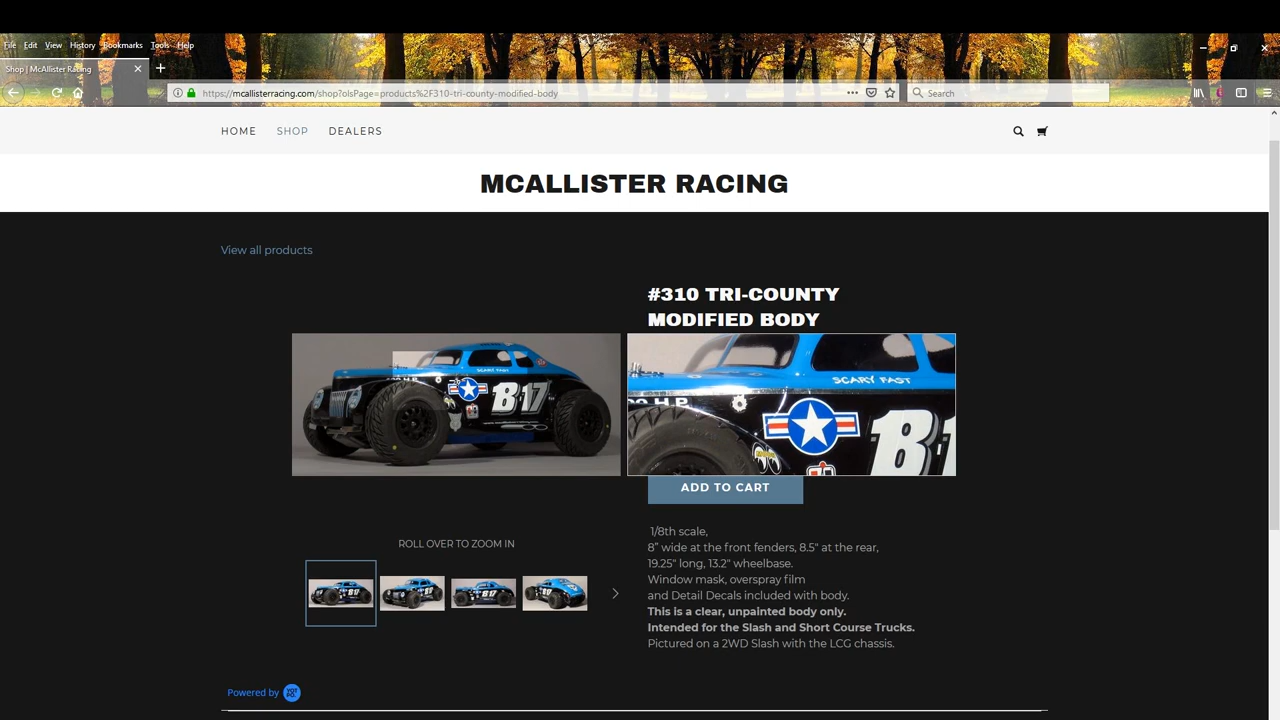 File Edit View History Bookmarks Tools Help
Shop | McAllister Racing
https://mcallisterracing.com/shop?olsPage=products%2F310-tri-county-modified-body
Search
HOME SHOP DEALERS
MCALLISTER RACING
View all products
#310 TRI-COUNTY
MODIFIED BODY
SCARY FAST
B 17
SCARY FAST
H.P.
ADD TO CART
ROLL OVER TO ZOOM IN
1/8th scale,
8" wide at the front fenders, 8.5" at the rear,
19.25" long, 13.2" wheelbase.
Window mask, overspray film
and Detail Decals included with body.
This is a clear, unpainted body only.
Intended for the Slash and Short Course Trucks.
Pictured on a 2WD Slash with the LCG chassis.
Powered by